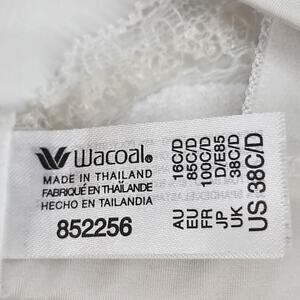 Wacoal®
MADE IN THAILAND
FABRIQUÉ EN THAÏLANDE
HECHO EN TAILANDIA
852256
AU 16C/D
EU 85C/D
FR 100C/D
JP D/E85
UK 38C/D
US 38C/D